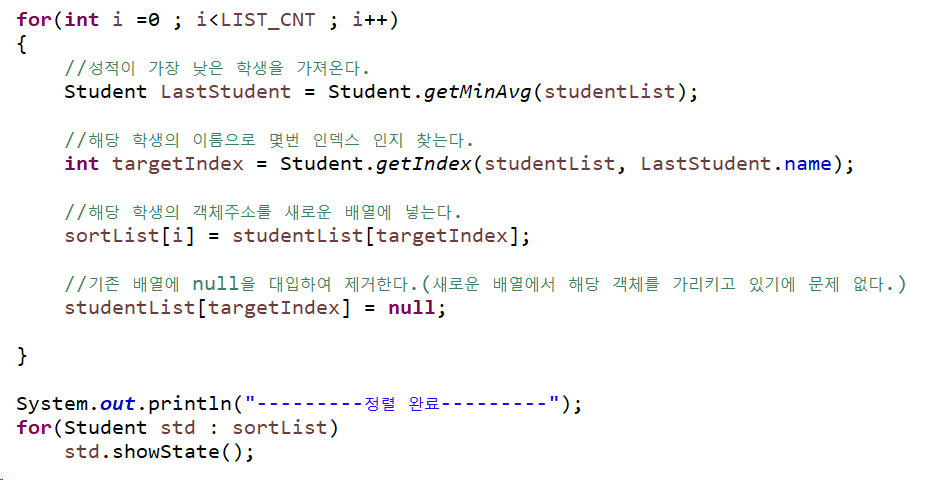 for(int i =0 ; i<LIST_CNT ; i++)
{
//성적이 가장 낮은 학생을 가져온다.
Student LastStudent = Student.getMinAvg(studentList);
//해당 학생의 이름으로 몇번 인덱스 인지 찾는다.
int targetIndex = Student.getIndex(studentList, LastStudent.name);
//해당 학생의 객체주소를 새로운 배열에 넣는다.
sortList[i] = studentList[targetIndex];
//기존 배열에 null을 대입하여 제거한다.(새로운 배열에서 해당 객체를 가리키고 있기에 문제 없다.)
studentList[targetIndex] = null;
}
System.out.println("---------정렬 완료---------");
for(Student std : sortList)
std.showState();